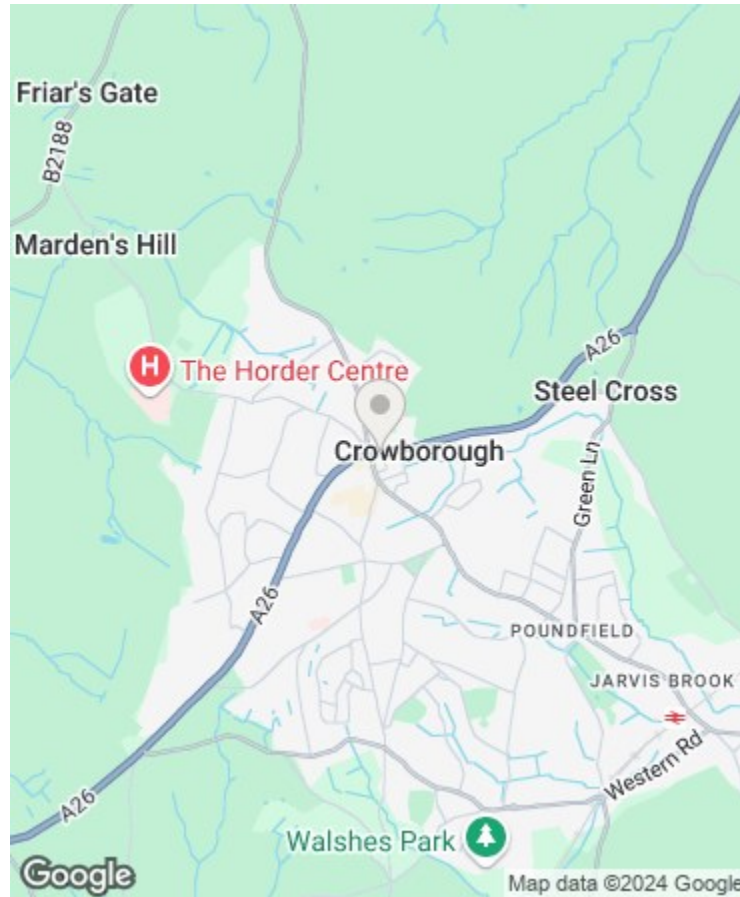 Friar's Gate
B2188
Marden's Hill
H
The Horder Centre
A26
Steel Cross
Crowborough
Green Ln
A26
POUNDFIELD
JARVIS BROOK
Western Rd
A26
Walshes Park
Google
Map data ©2024 Google